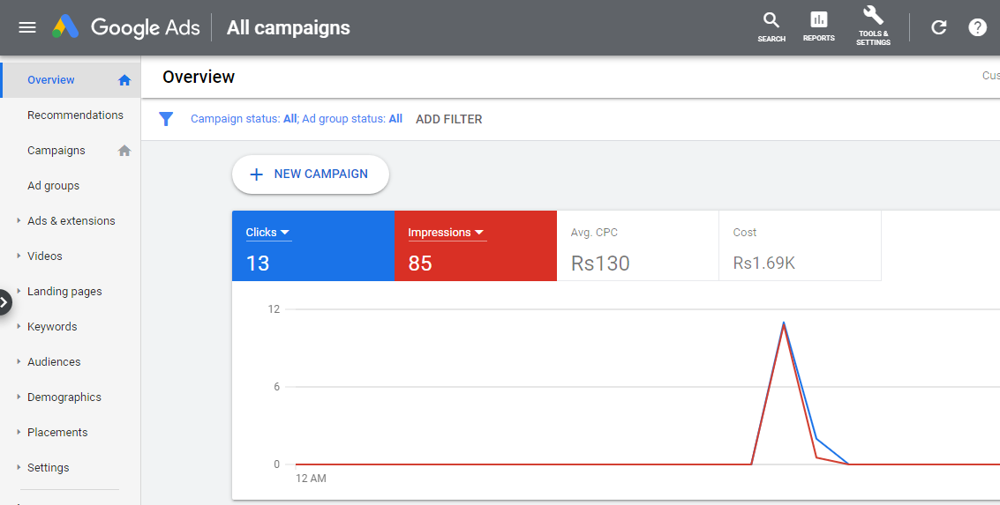 Google Ads
All campaigns
SEARCH
REPORTS
TOOLS &
SETTINGS
Overview
Recommendations
Campaigns
Ad groups
Ads & extensions
Videos
Landing pages
Keywords
Audiences
Demographics
Placements
Settings
Overview
Cus
Campaign status: All; Ad group status: All
ADD FILTER
NEW CAMPAIGN
Clicks
13
Impressions
85
Avg. CPC
Rs130
Cost
Rs1.69K
12
6
0
12 AM